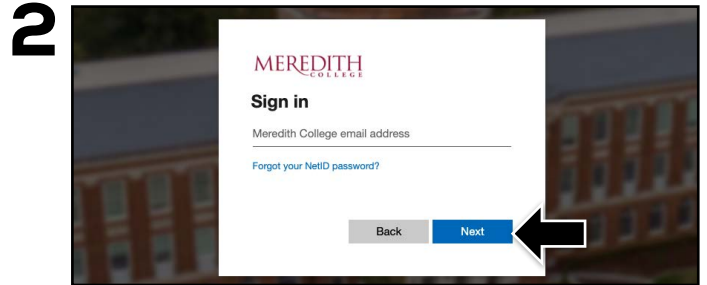 2
MEREDITH
COLLEGE
Sign in
Meredith College email address
Forgot your NetID password?
Back Next